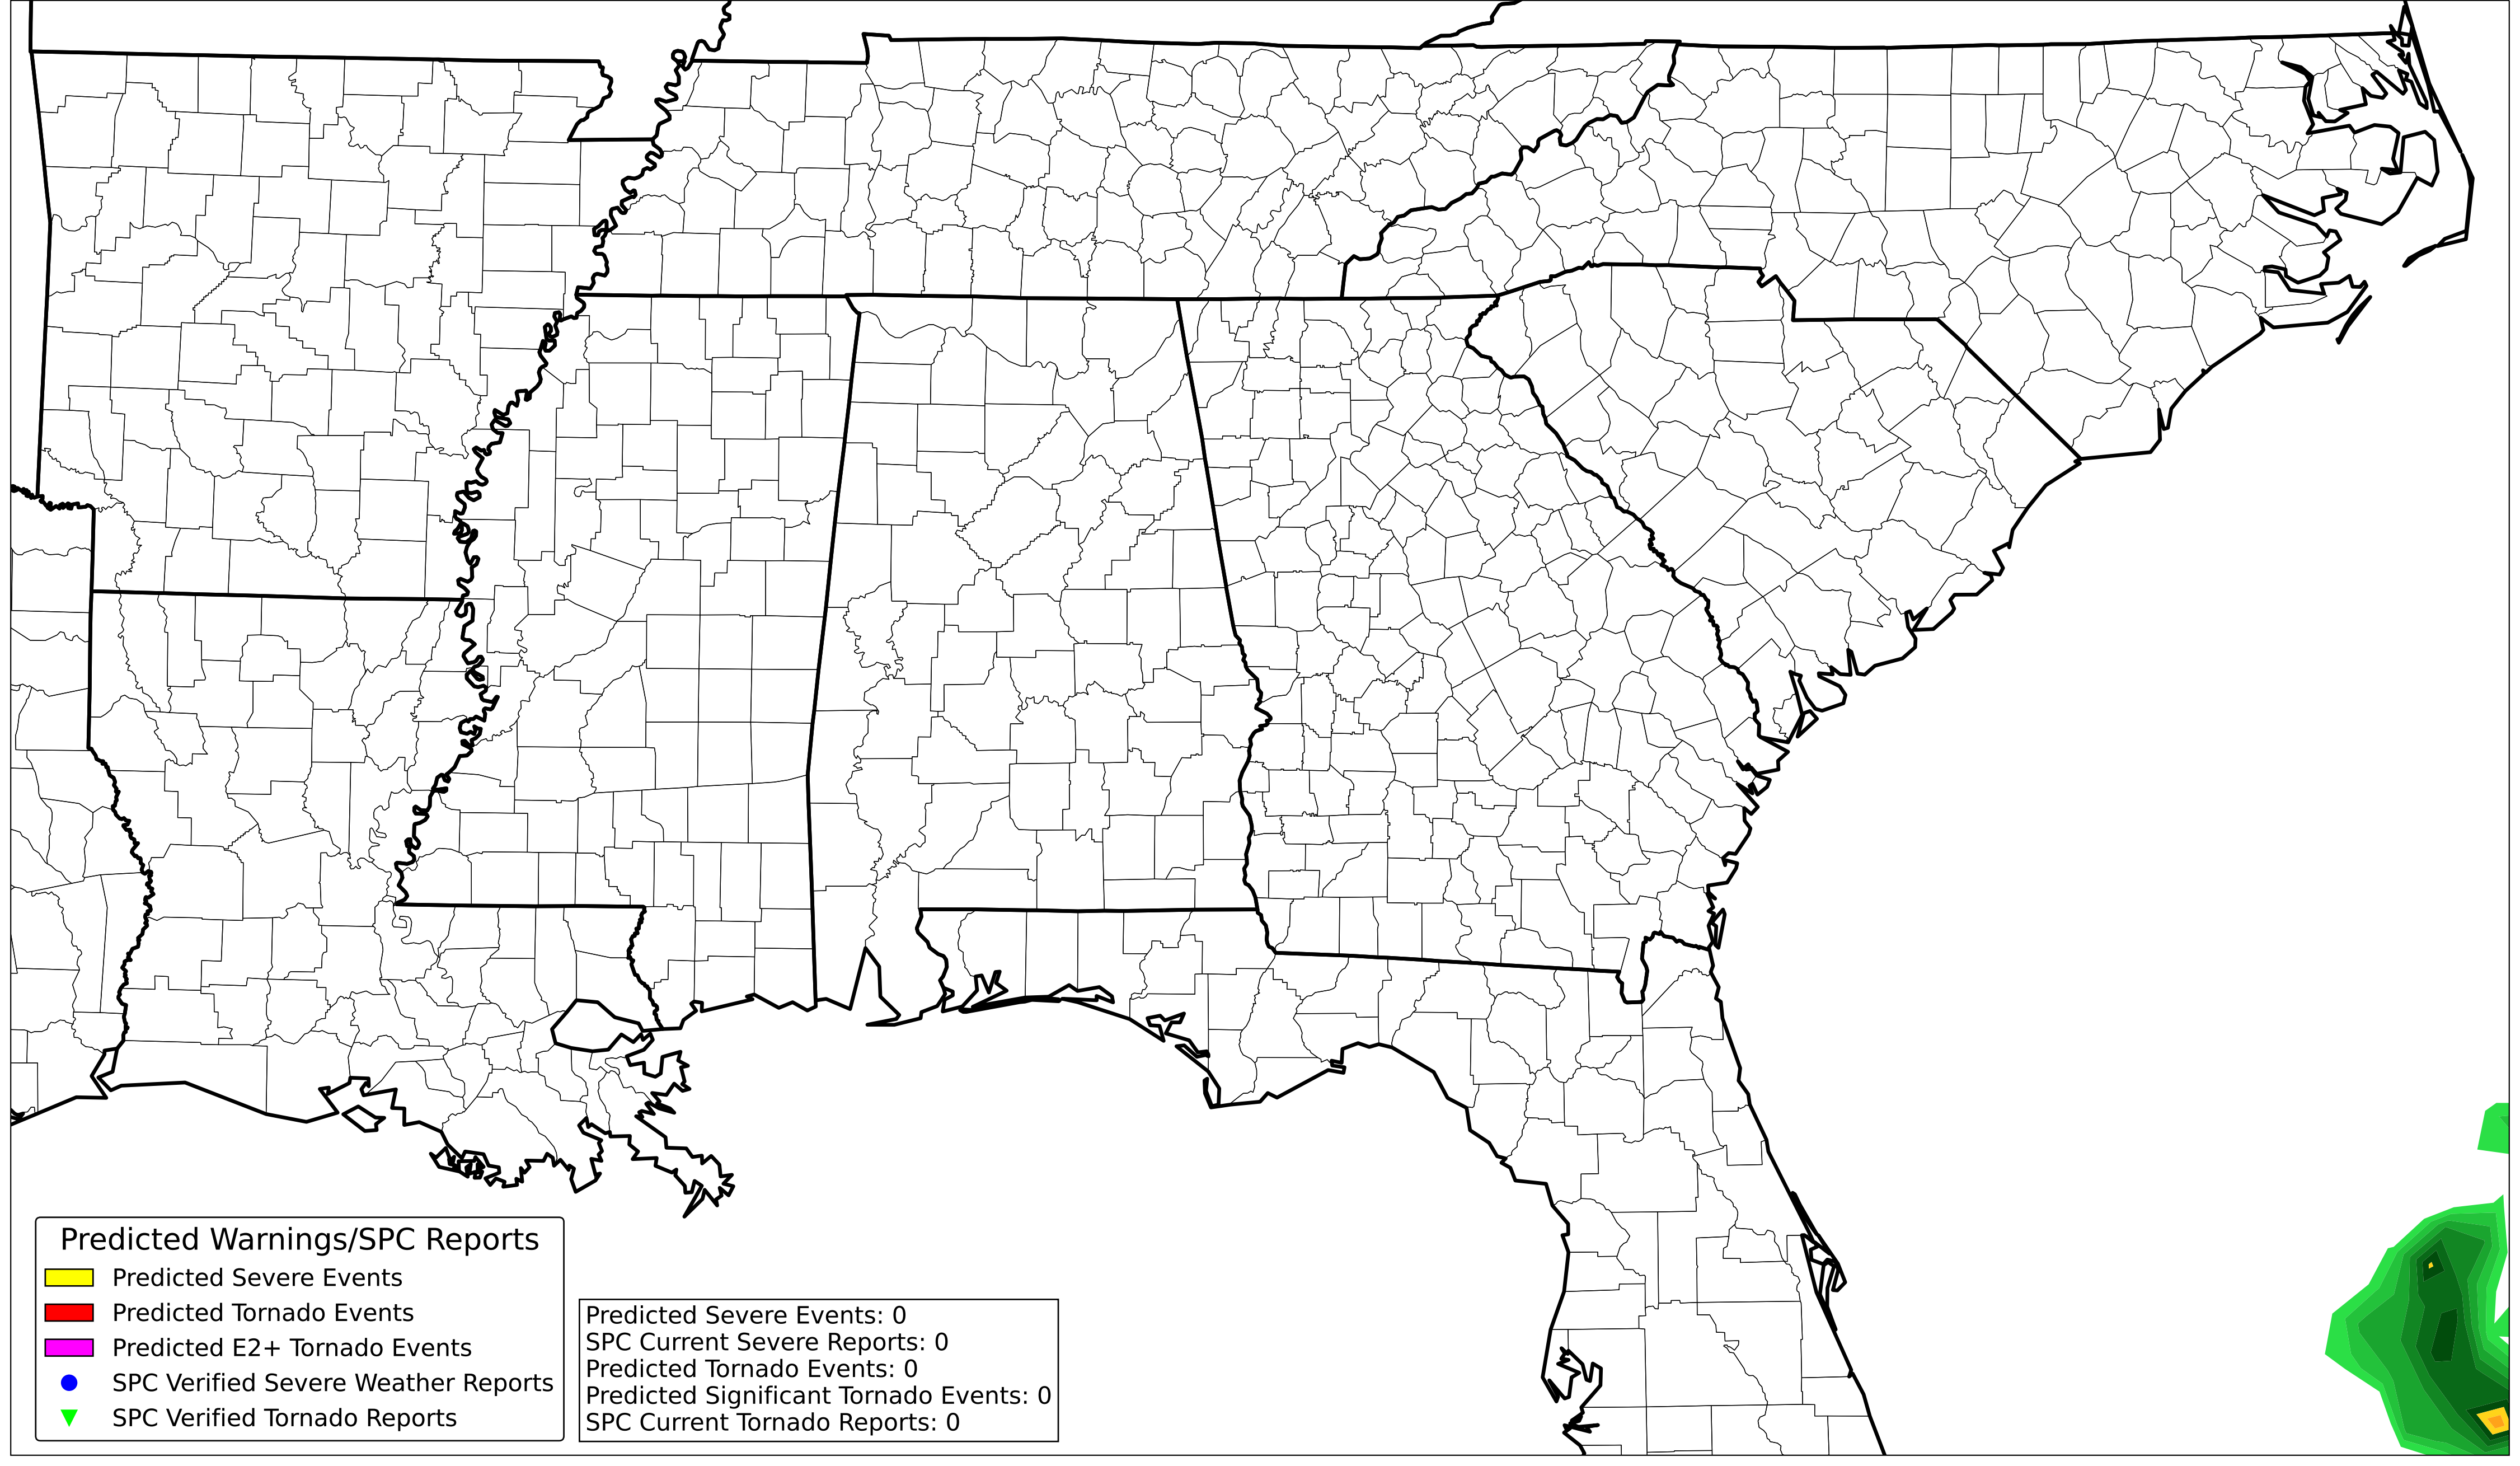 Predicted Warnings/SPC Reports
Predicted Severe Events
Predicted Tornado Events
Predicted E2+ Tornado Events
SPC Verified Severe Weather Reports
SPC Verified Tornado Reports
Predicted Severe Events: 0
SPC Current Severe Reports: 0
Predicted Tornado Events: 0
Predicted Significant Tornado Events: 0
SPC Current Tornado Reports: 0